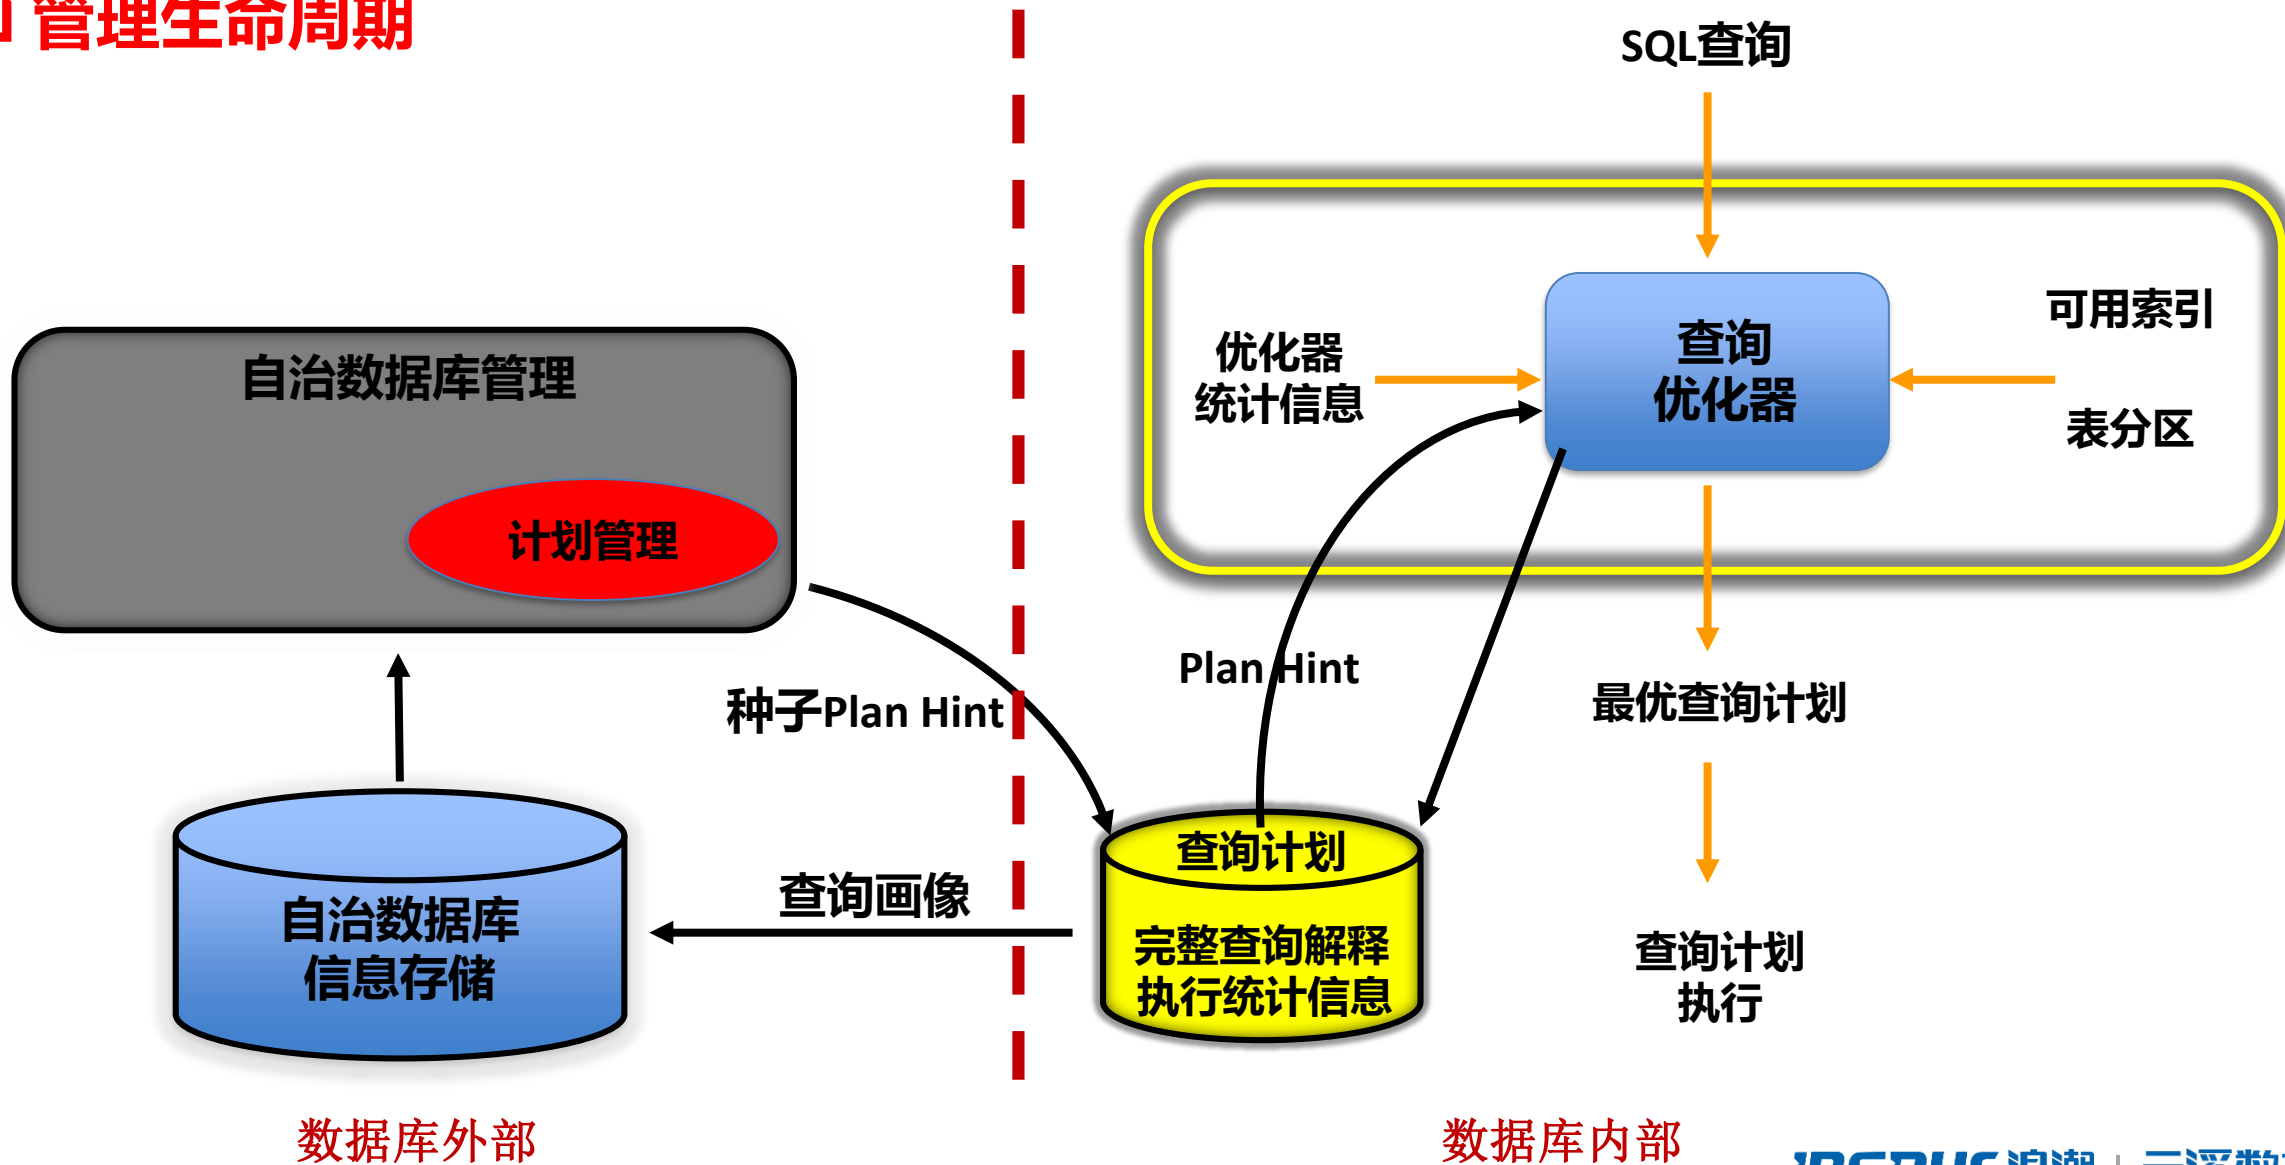 管理生命周期
SQL查询
自治数据库管理
计划管理
优化器
统计信息
查询
优化器
可用索引
表分区
种子Plan Hint
Plan Hint
最优查询计划
自治数据库
信息存储
查询画像
查询计划
完整查询解释
执行统计信息
查询计划
执行
数据库外部
数据库内部
浪潮